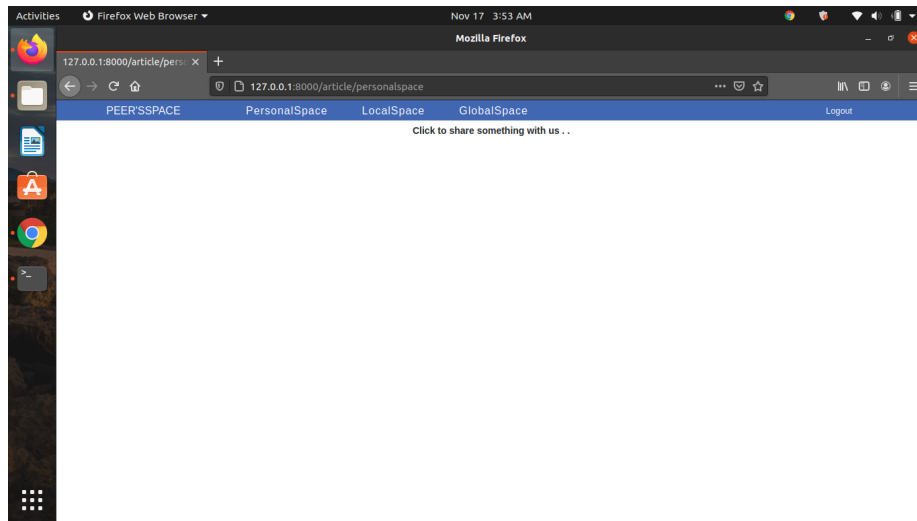 Activities Firefox Web Browser Nov 17 3:53 AM
Mozilla Firefox
127.0.0.1:8000/article/perso
127.0.0.1:8000/article/personalspace
PEER'SSPACE PersonalSpace LocalSpace GlobalSpace Logout
Click to share something with us . .